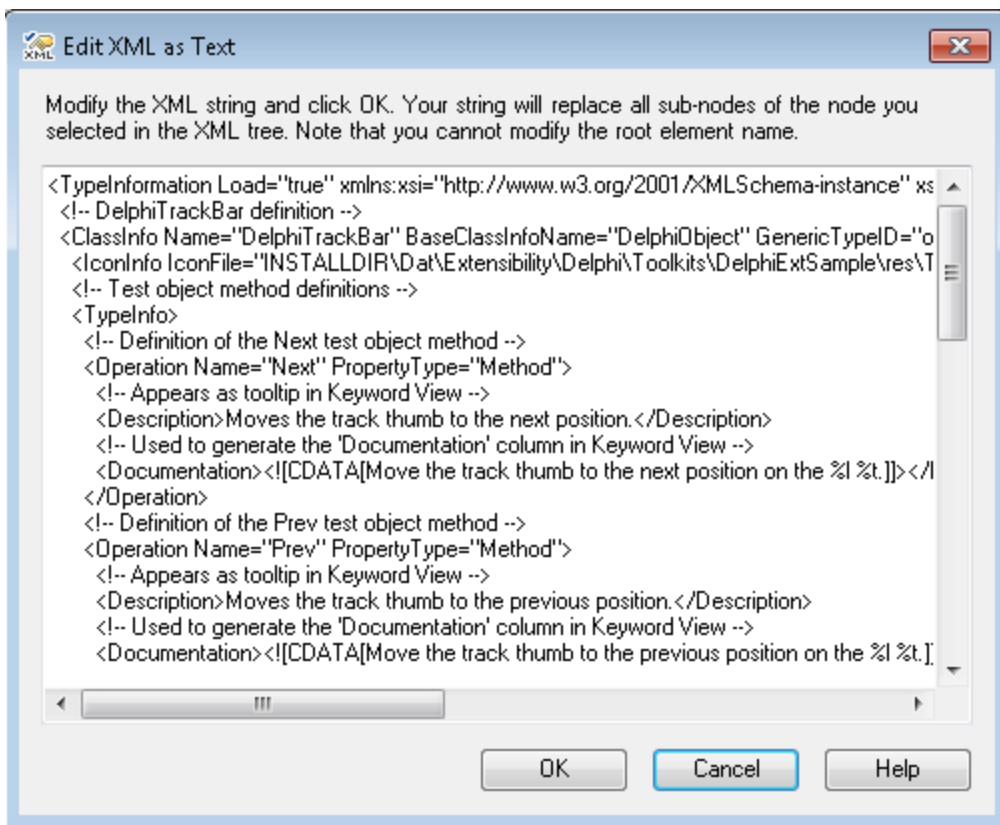 XML Edit XML as Text
Modify the XML string and click OK. Your string will replace all sub-nodes of the node you
selected in the XML tree. Note that you cannot modify the root element name.
<TypeInformation Load="true" xmlns:xsi="http://www.w3.org/2001/XMLSchema-instance" xs
<!-- DelphiTrackBar definition -->
<ClassInfo Name="DelphiTrackBar" BaseClassInfoName="DelphiObject" GenericTypeID="o
<IconInfo IconFile="INSTALLDIR\Dat\Extensibility\Delphi\Toolkits\DelphiExtSample\res\T
<!-- Test object method definitions -->
<TypeInfo>
<!-- Definition of the Next test object method -->
<Operation Name="Next" PropertyType="Method">
<!-- Appears as tooltip in Keyword View -->
<Description>Moves the track thumb to the next position.</Description>
<!-- Used to generate the 'Documentation' column in Keyword View -->
<Documentation><![CDATA[Move the track thumb to the next position on the %l %t.]]></
</Operation>
<!-- Definition of the Prev test object method -->
<Operation Name="Prev" PropertyType="Method">
<!-- Appears as tooltip in Keyword View -->
<Description>Moves the track thumb to the previous position.</Description>
<!-- Used to generate the 'Documentation' column in Keyword View -->
<Documentation><![CDATA[Move the track thumb to the previous position on the %l %t.]
OK Cancel Help